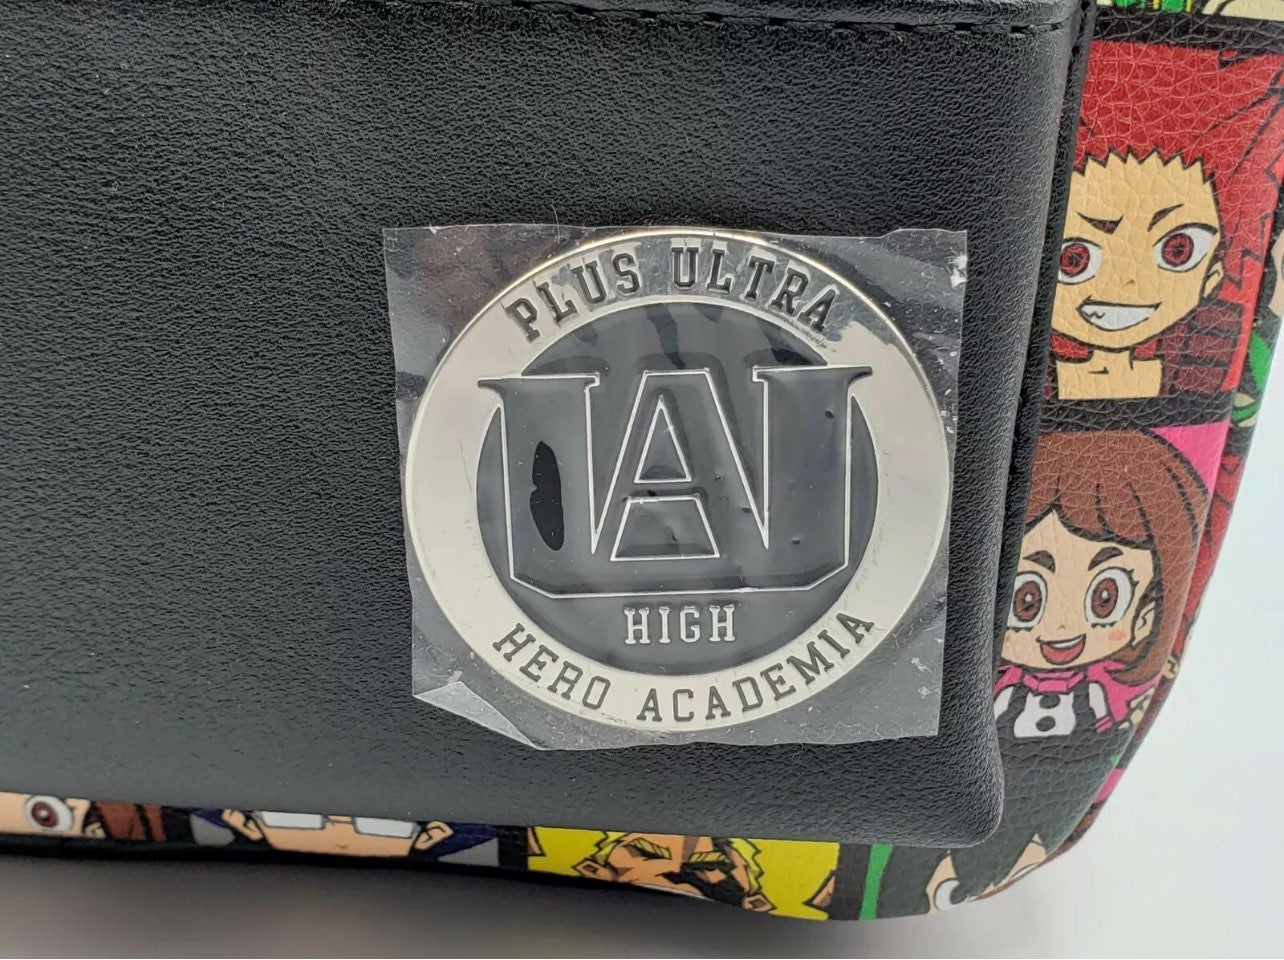 PLUS ULTRA
UA
HIGH
HERO ACADEMIA